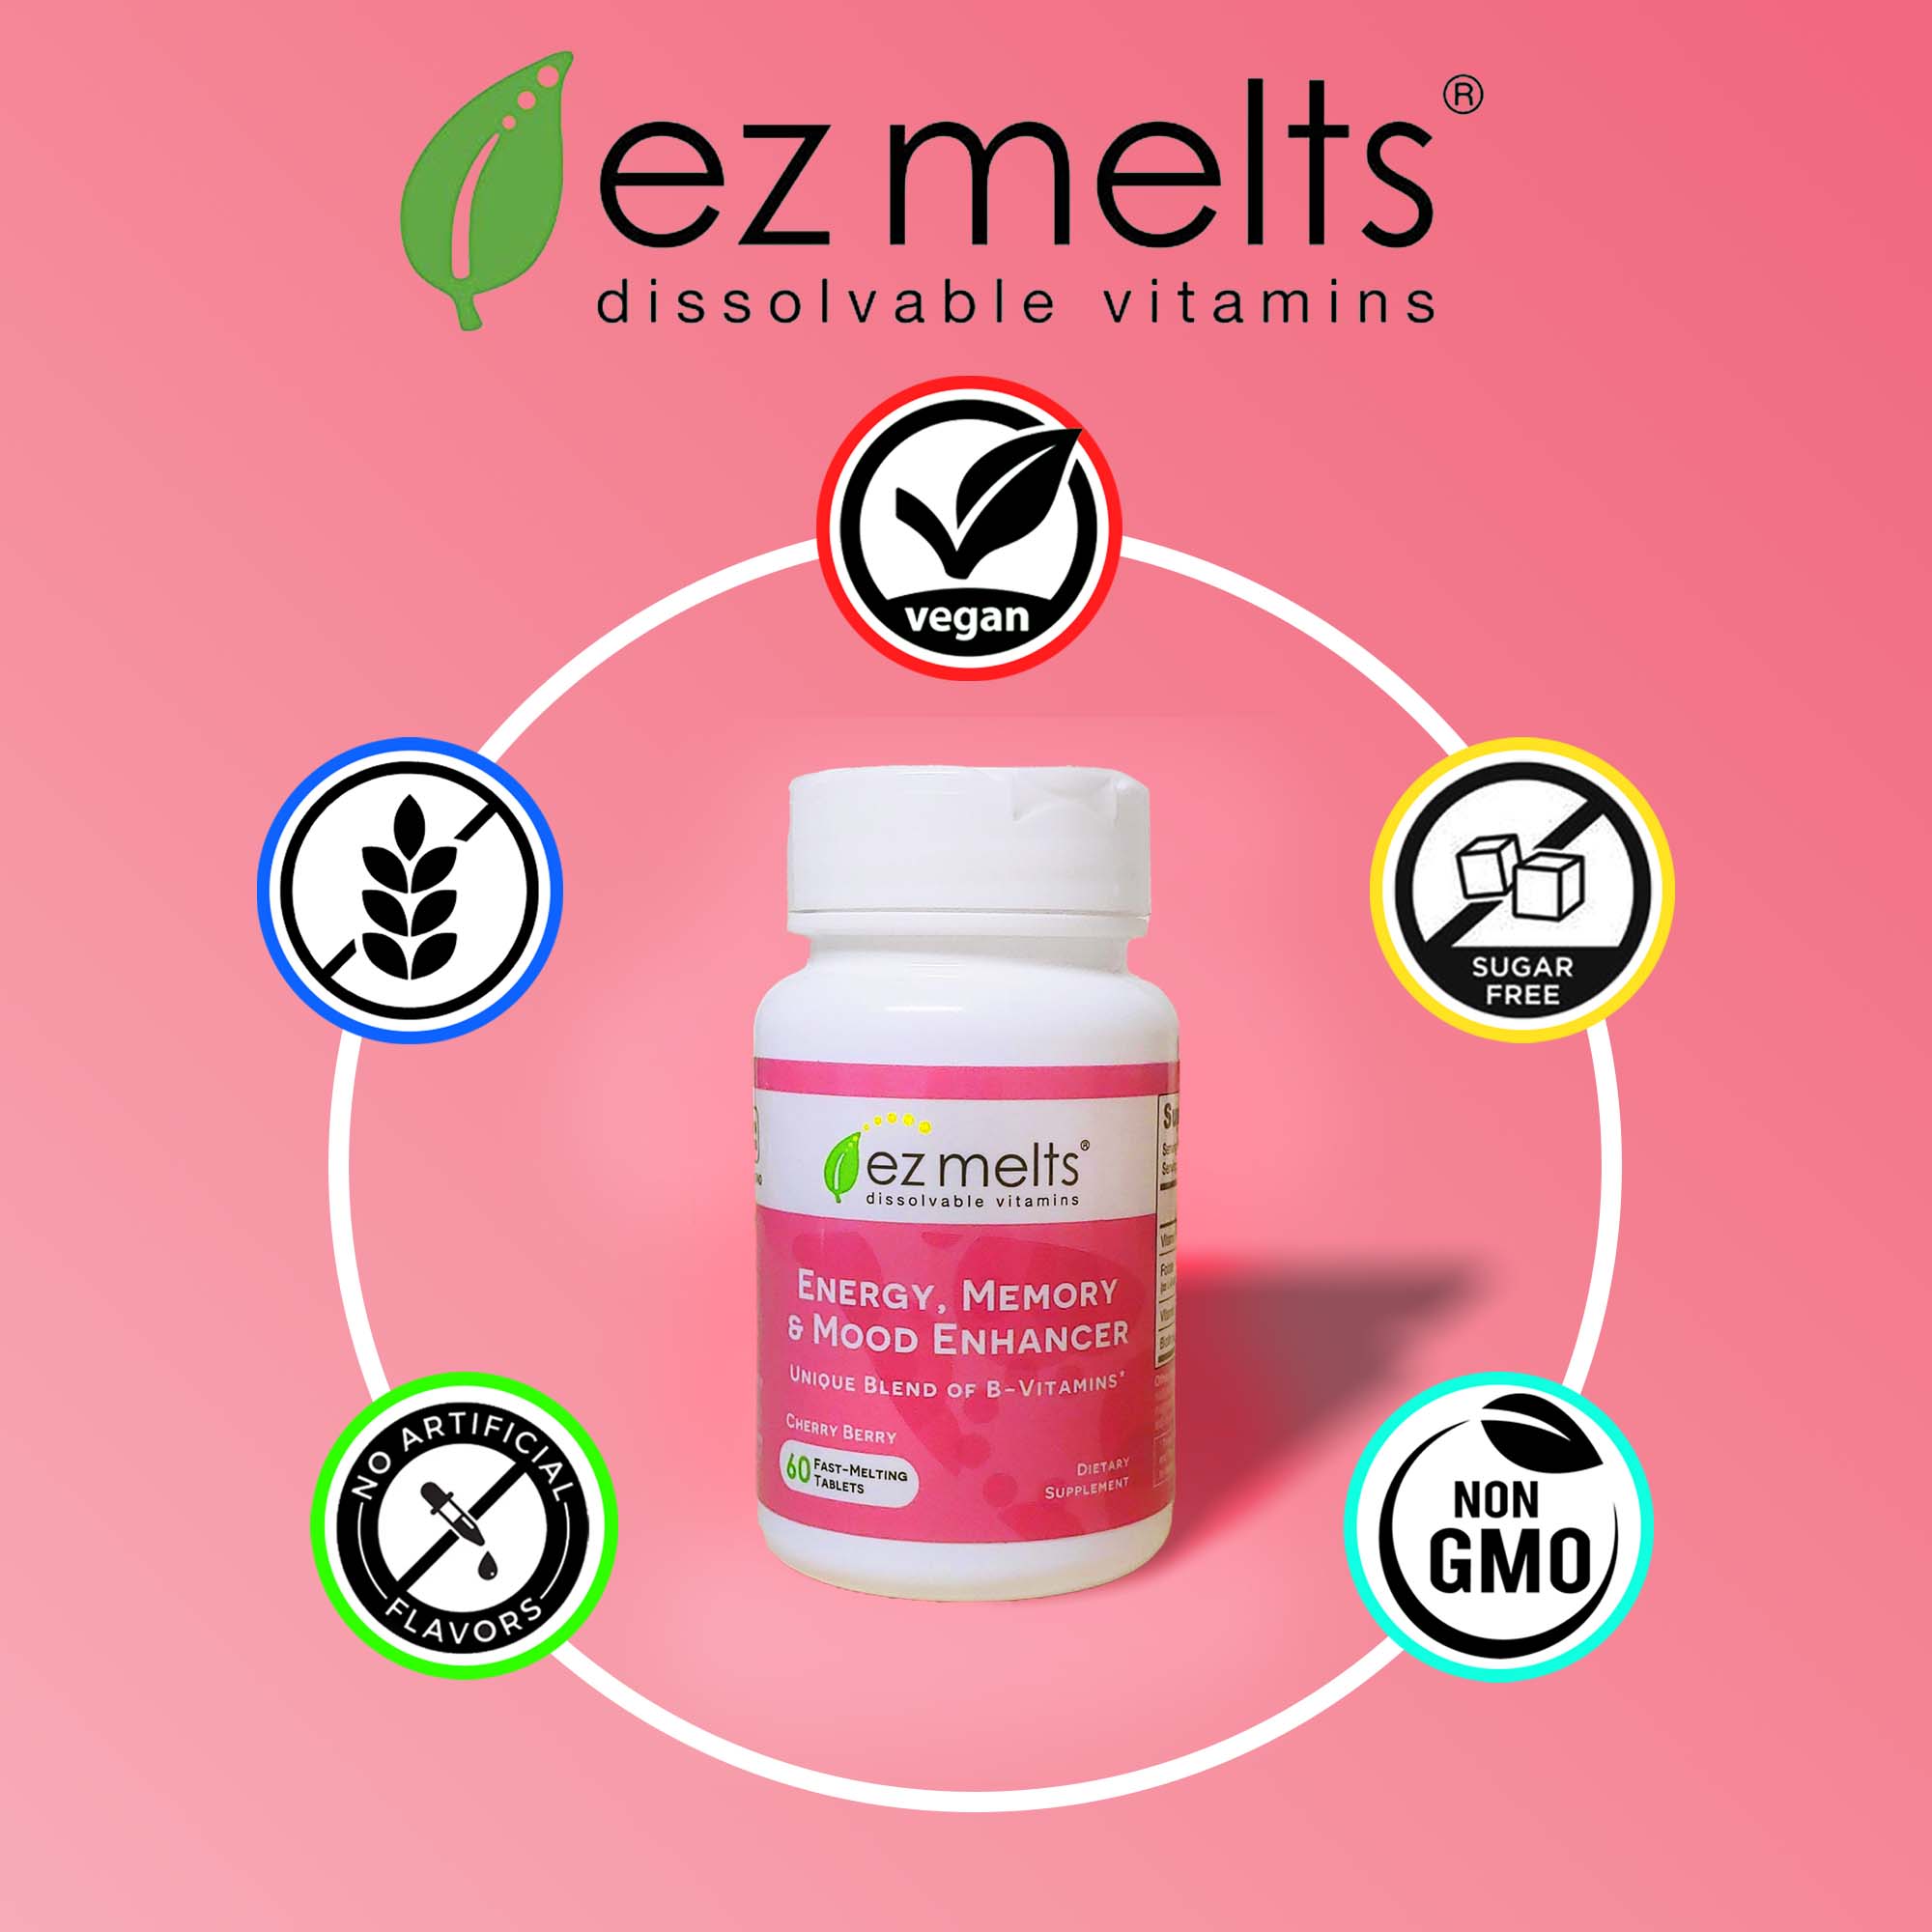 ez melts®
dissolvable vitamins
vegan
SUGAR
FREE
NO ARTIFICIAL
FLAVORS
NON
GMO
ez melts®
dissolvable vitamins
ENERGY, MEMORY
& MOOD ENHANCER
UNIQUE BLEND OF B-VITAMINS*
CHERRY BERRY
60 FAST-MELTING
TABLETS
DIETARY
SUPPLEMENT